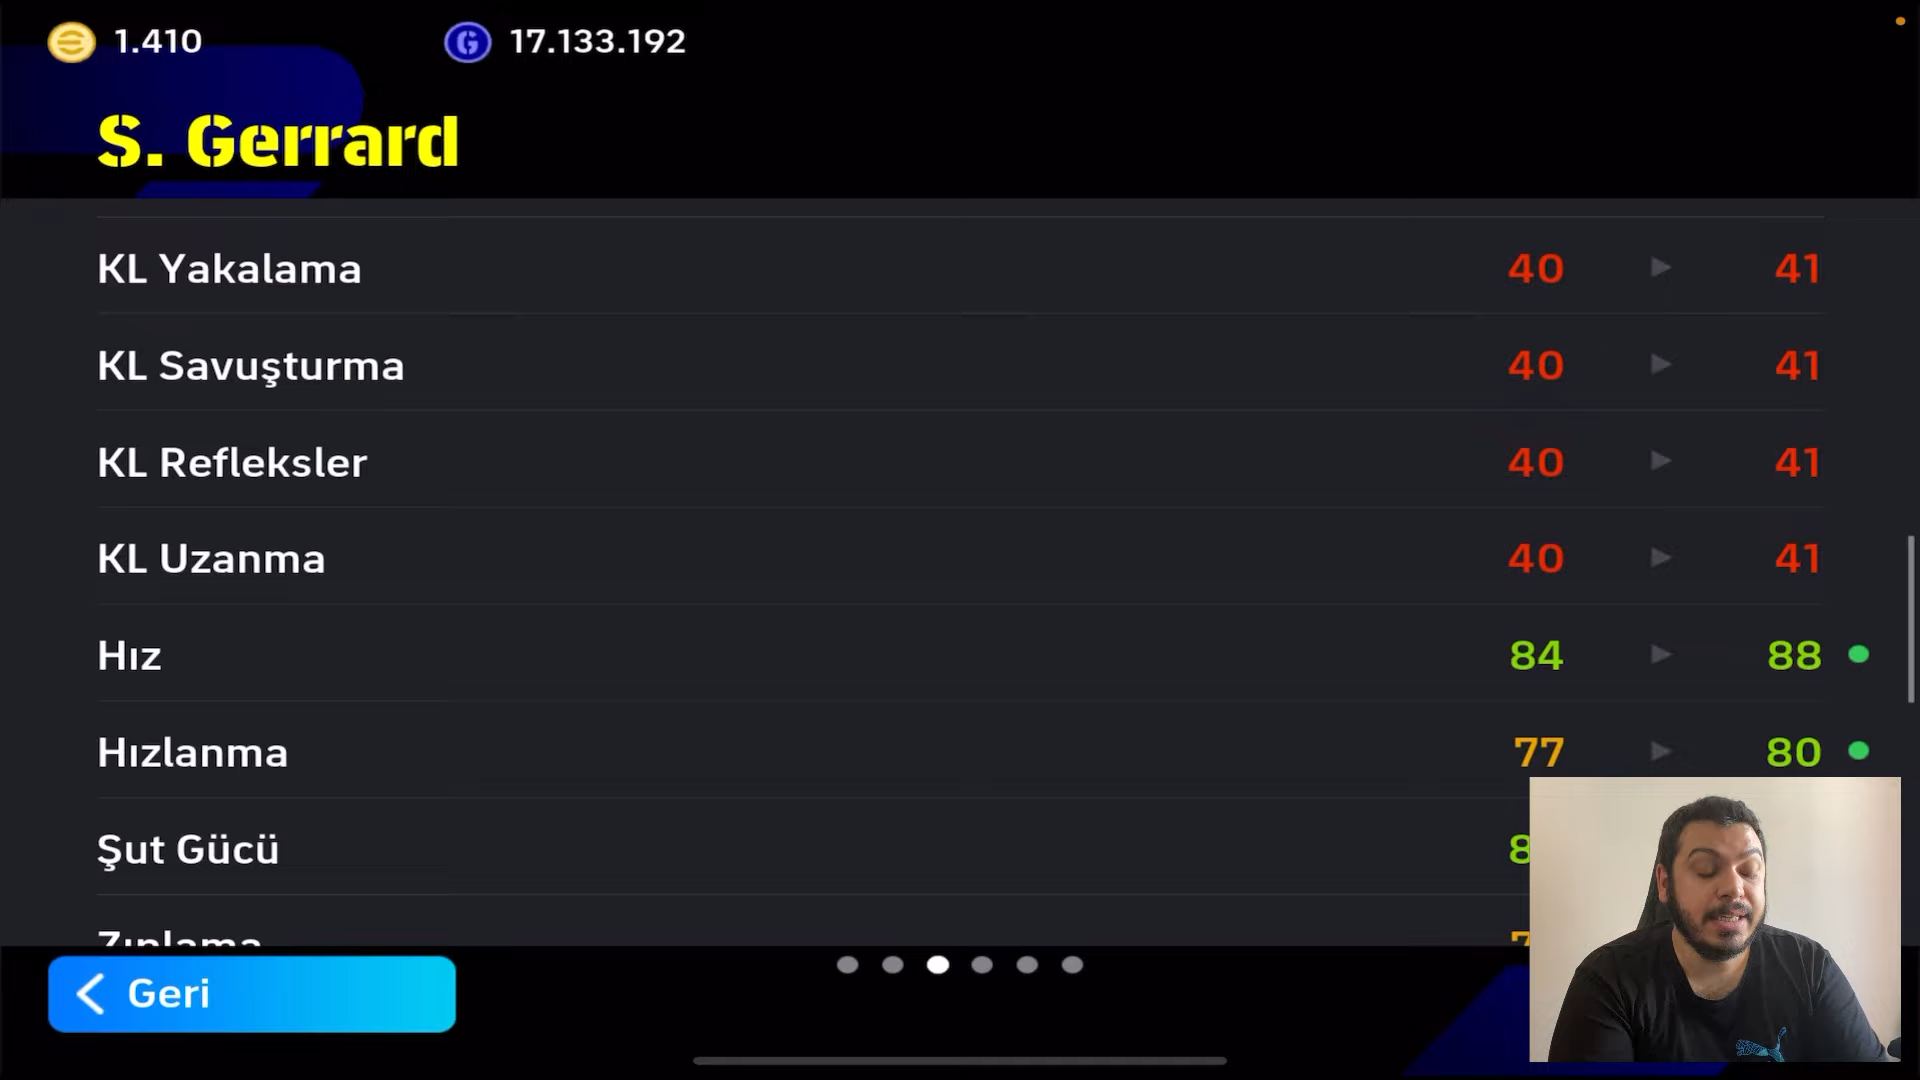 1.410
17.133.192
S. Gerrard
KL Yakalama 40 41
KL Savuşturma 40 41
KL Refleksler 40 41
KL Uzanma 40 41
Hız 84 88
Hızlanma 77 80
Şut Gücü
Zıplama
Geri